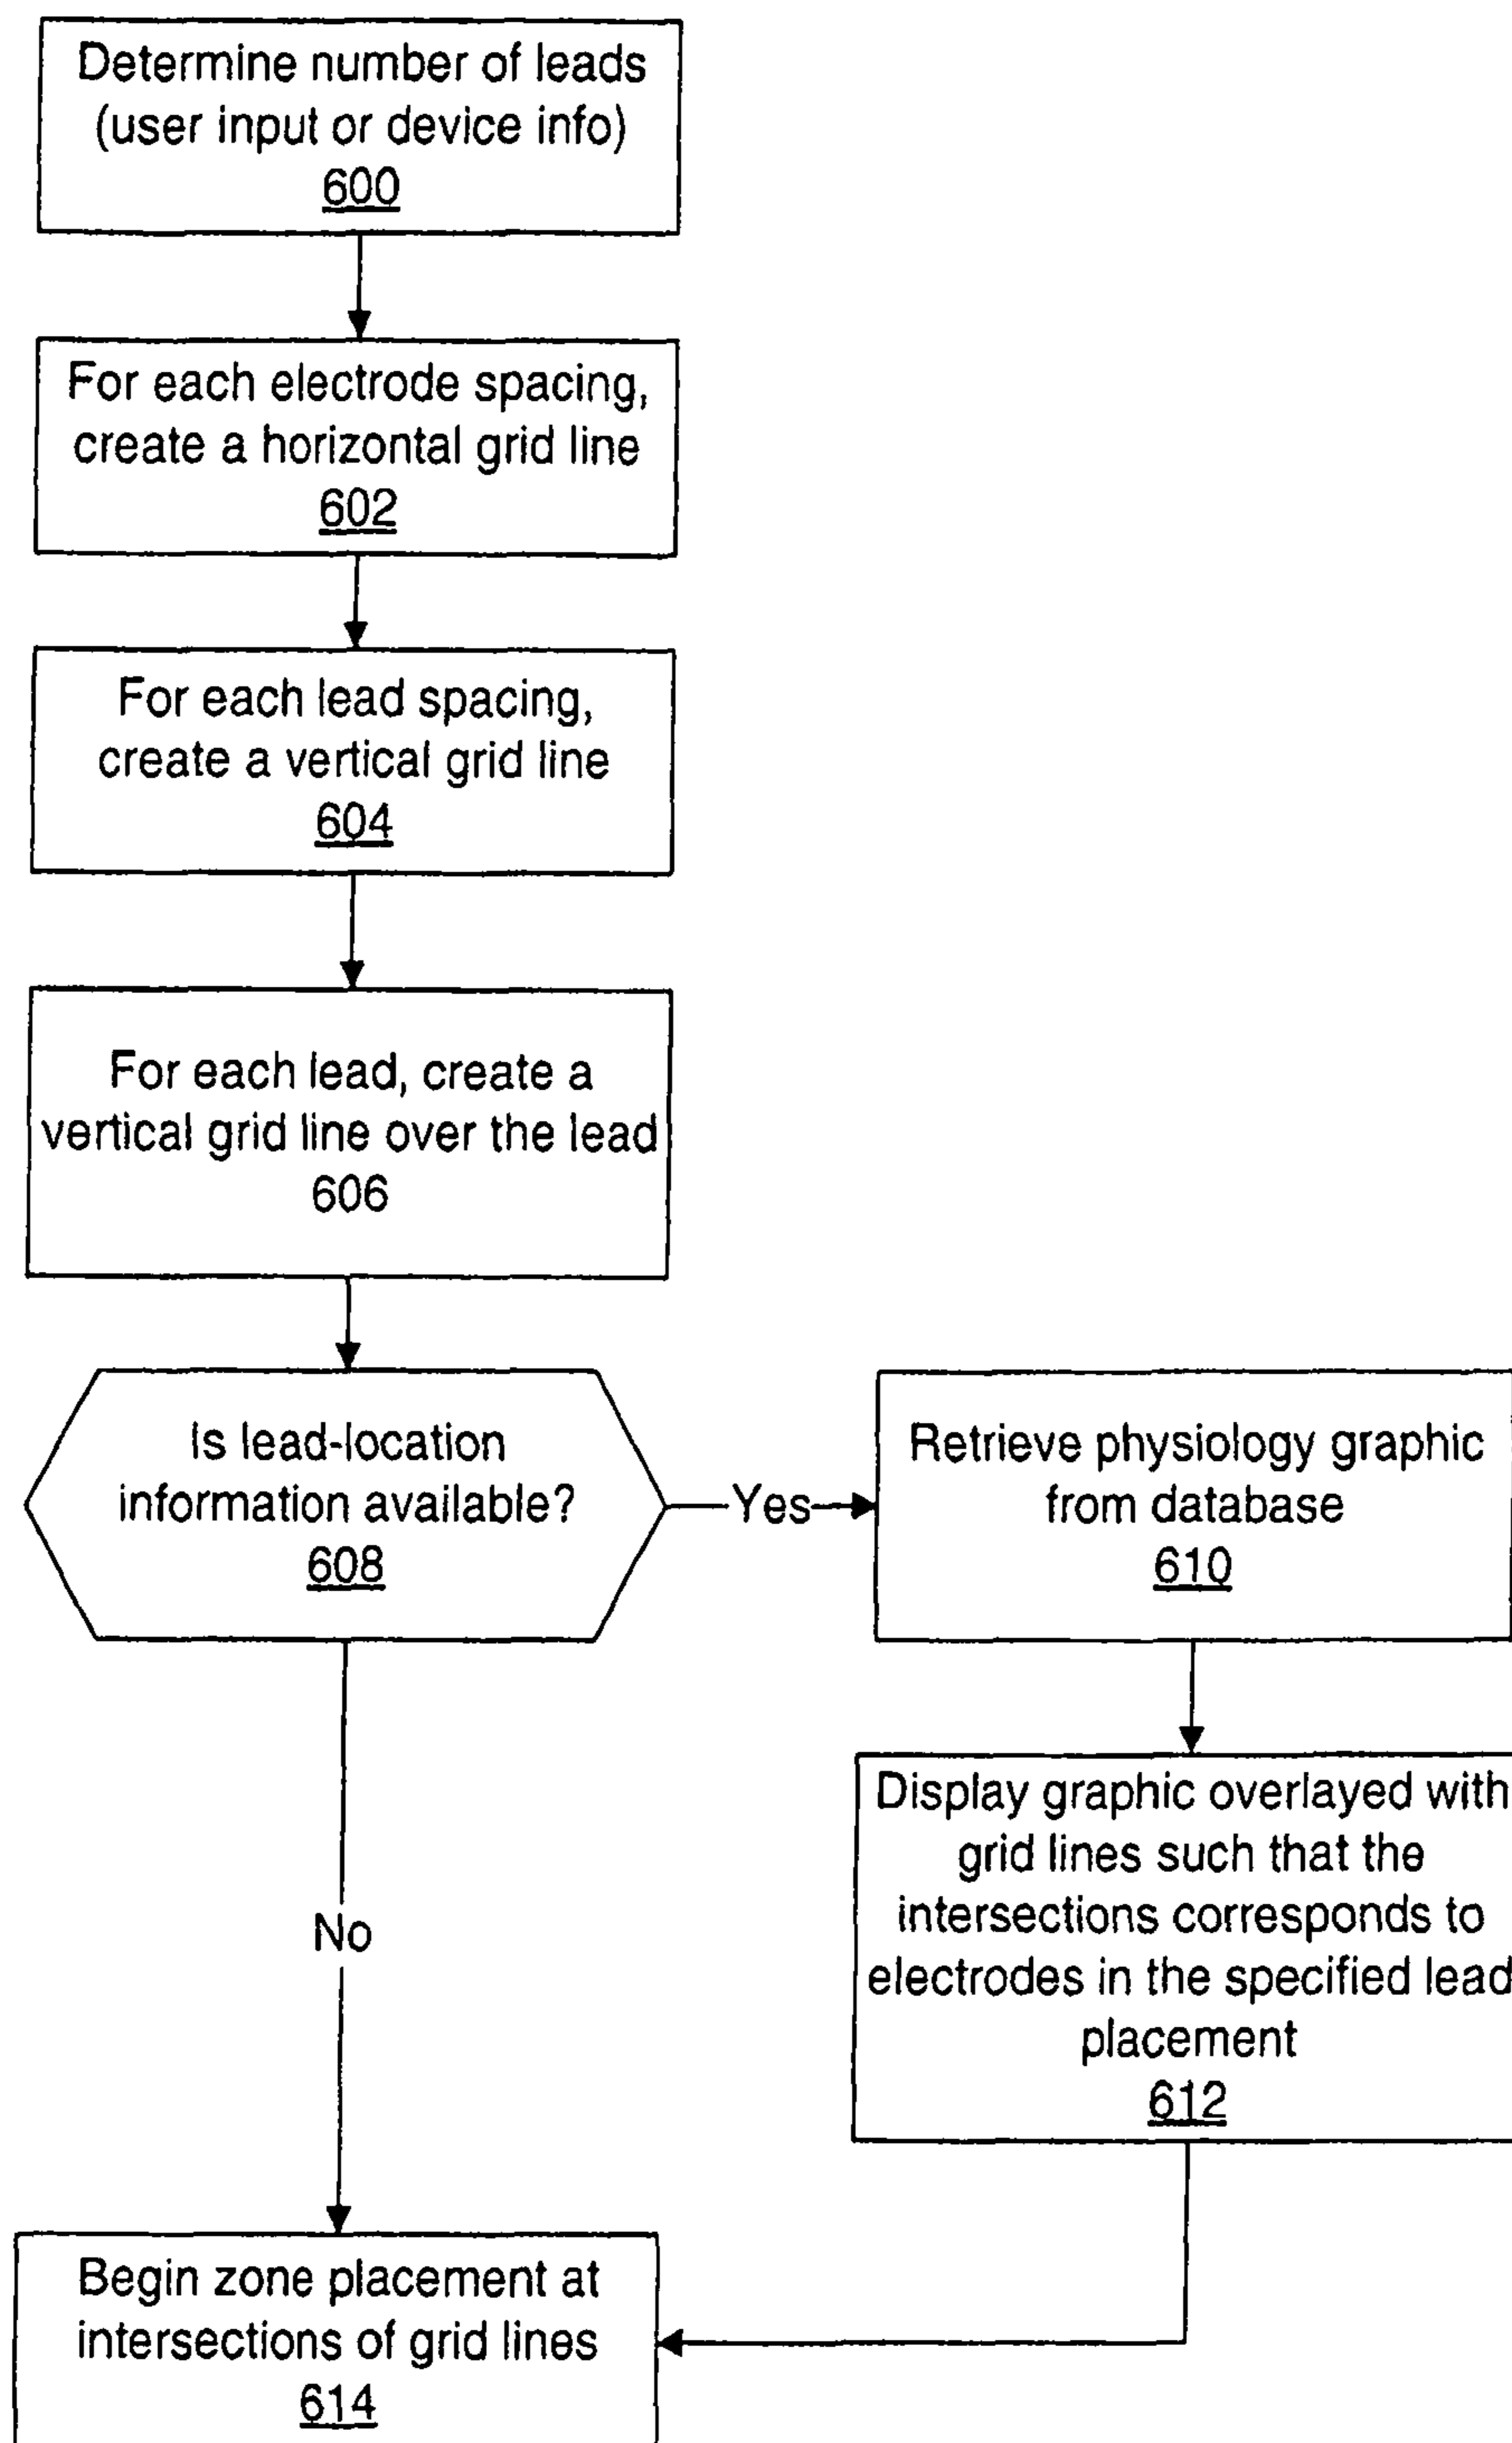 Determine number of leads
(user input or device info)
600
For each electrode spacing,
create a horizontal grid line
602
For each lead spacing,
create a vertical grid line
604
For each lead, create a
vertical grid line over the lead
606
Is lead-location
information available?
608
Yes
Retrieve physiology graphic
from database
610
Display graphic overlayed with
grid lines such that the
intersections corresponds to
electrodes in the specified lead
placement
612
No
Begin zone placement at
intersections of grid lines
614